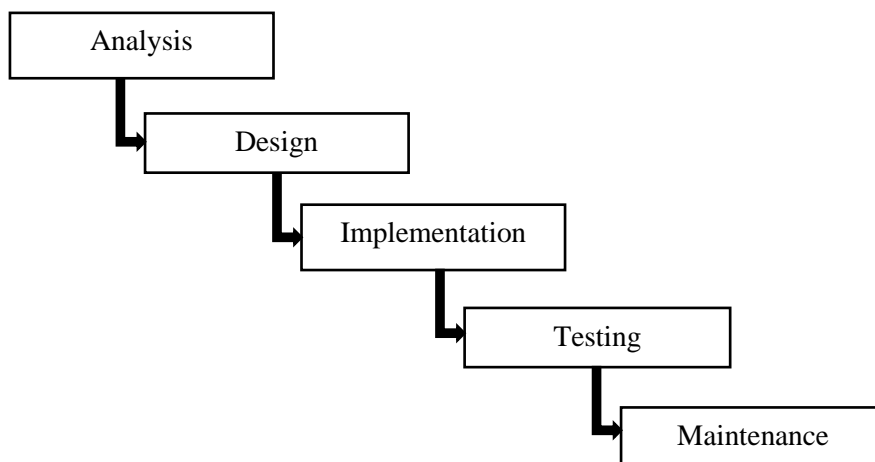 Analysis
Design
Implementation
Testing
Maintenance